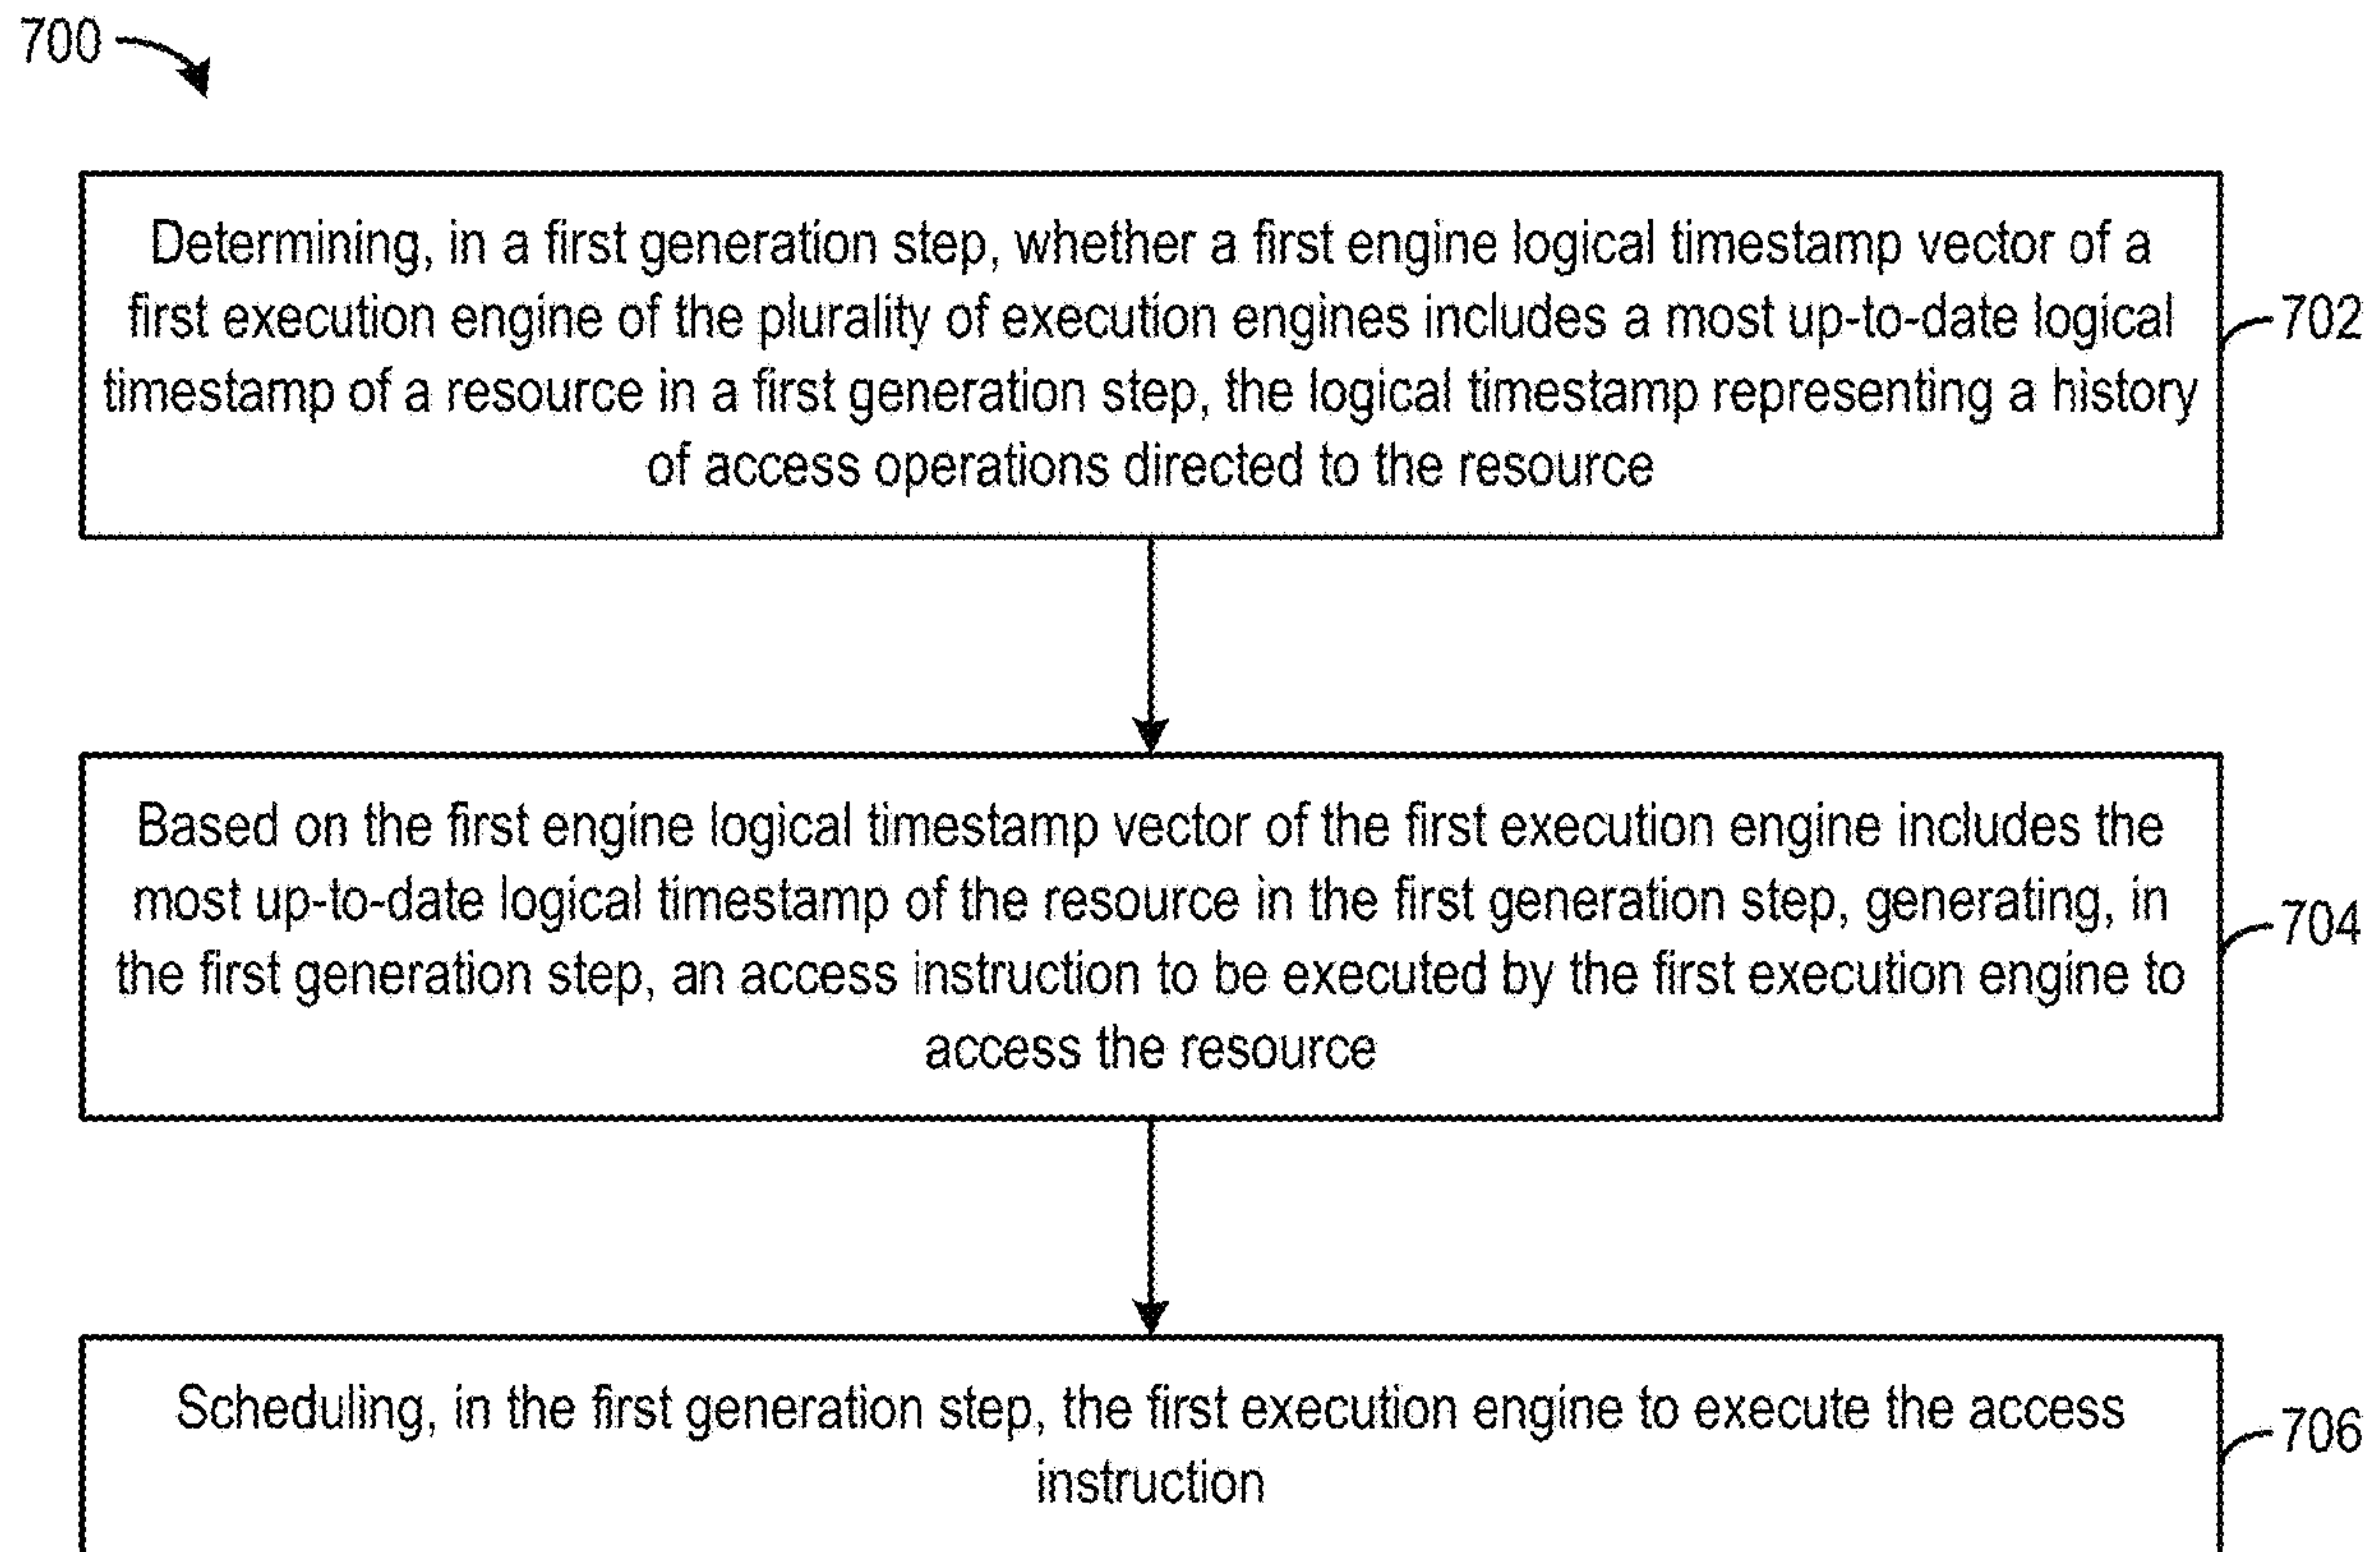 700
Determining, in a first generation step, whether a first engine logical timestamp vector of a
first execution engine of the plurality of execution engines includes a most up-to-date logical
702
timestamp of a resource in a first generation step, the logical timestamp representing a history
of access operations directed to the resource
Based on the first engine logical timestamp vector of the first execution engine includes the
most up-to-date logical timestamp of the resource in the first generation step, generating, in
704
the first generation step, an access instruction to be executed by the first execution engine to
access the resource
Scheduling, in the first generation step, the first execution engine to execute the access
706
instruction